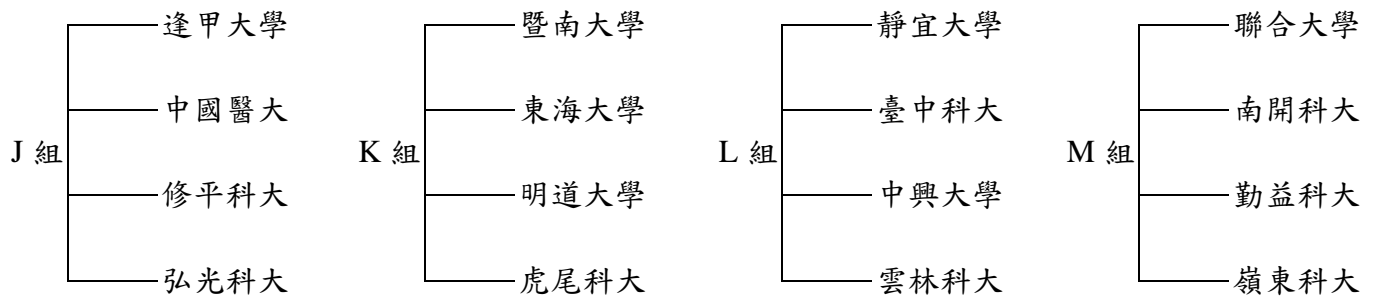 J 組
逢甲大學
中國醫大
修平科大
弘光科大
K 組
暨南大學
東海大學
明道大學
虎尾科大
L 組
靜宜大學
臺中科大
中興大學
雲林科大
M 組
聯合大學
南開科大
勤益科大
嶺東科大